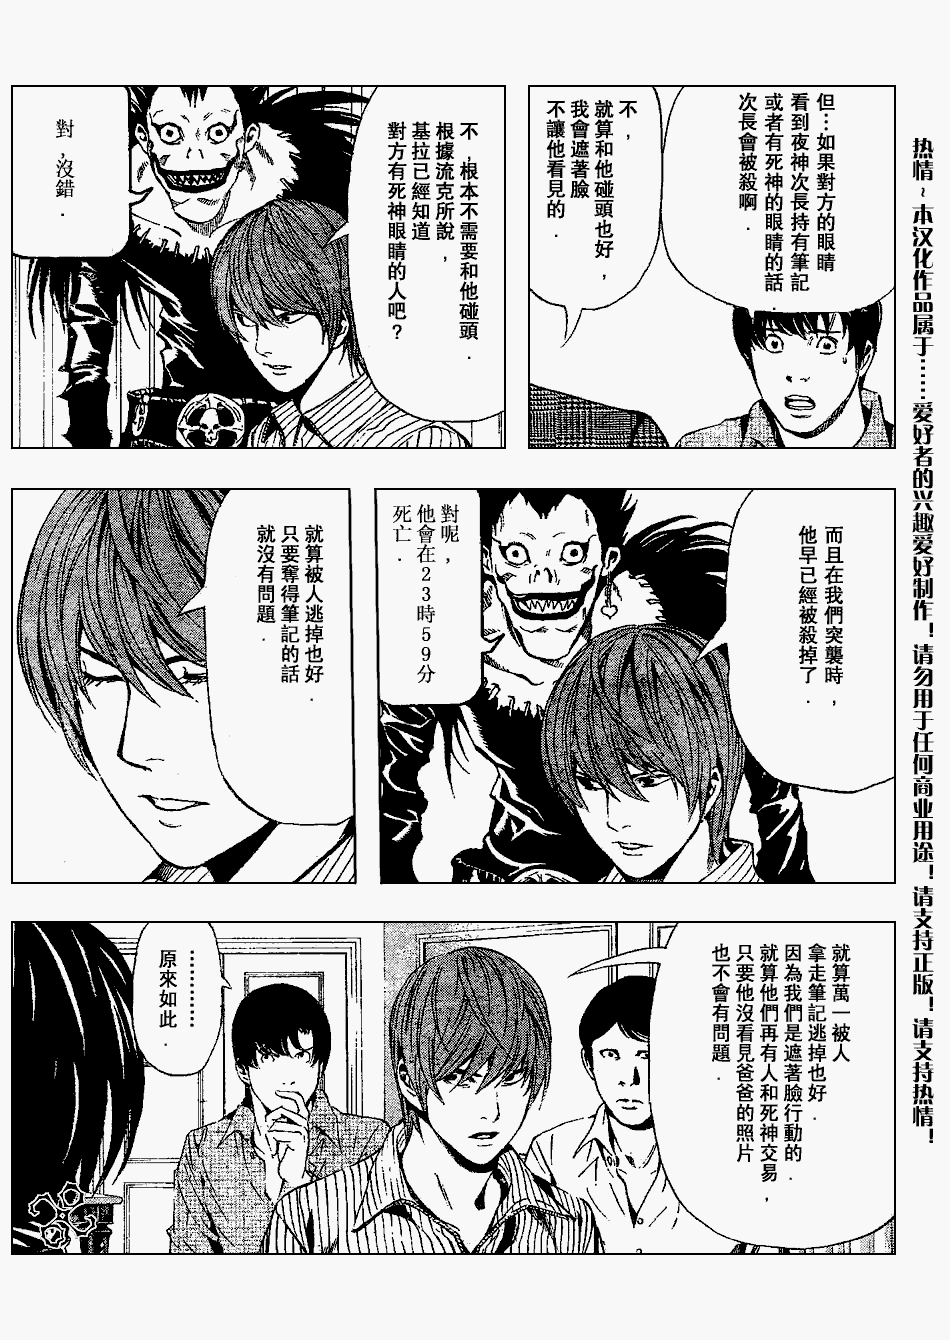 但…如果對方的眼睛
看到夜神次長持有筆記
或者有死神的眼睛的話．
次長會被殺啊．
不，
就算和他碰頭也好，
我會遮著臉
不讓他看見的．
不，根本不需要和他碰頭．
根據流克所說，
基拉已經知道
對方有死神眼睛的人吧？
對，沒錯．
而且在我們突襲時，
他早已經被殺掉了．
對呢，
他會在23時59分
死亡．
就算被人逃掉也好．
只要奪得筆記的話
就沒有問題．
就算萬一被人
拿走筆記逃掉也好．
因為我們是遮著臉行動的．
就算他們再有人和死神交易，
只要他沒看見爸爸的照片
也不會有問題．
…………
原來如此．
热情~本汉化作品属于……爱好者的兴趣爱好制作！请勿用于任何商业用途！请支持正版！请支持热情！